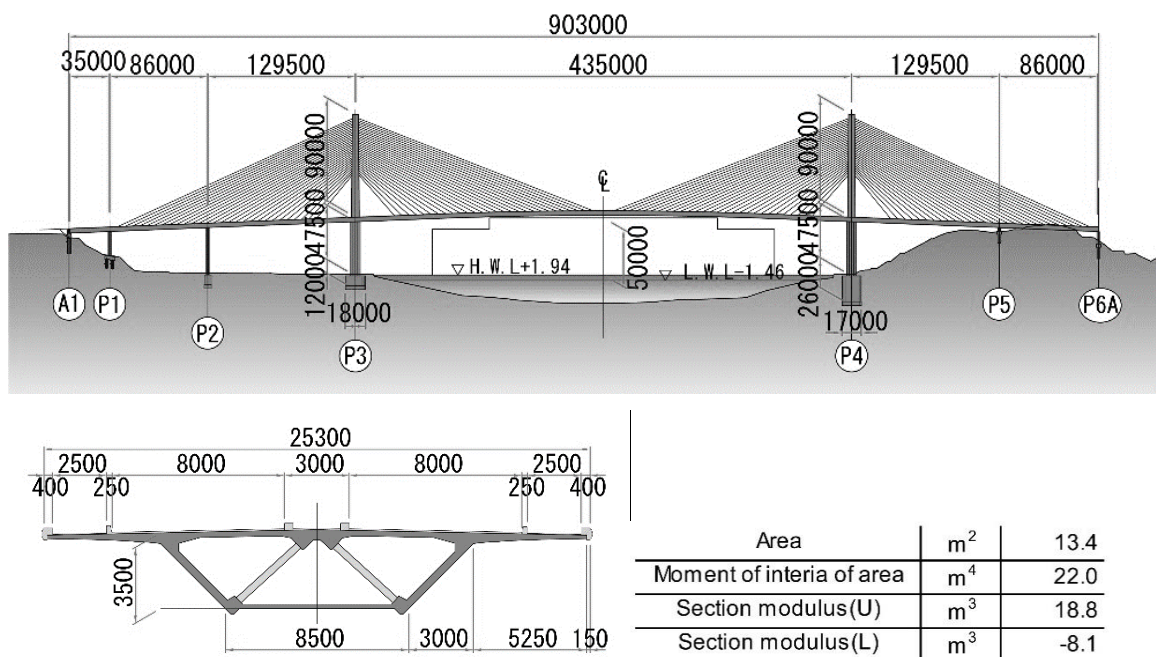 903000
35000 86000 129500 435000 129500 86000
90000 90000
47500 47500
℄
50000
H.W.L+1.94 L.W.L-1.46
12000 26000
18000 17000
A1 P1 P2 P3 P4 P5 P6A
25300
2500 8000 3000 8000 2500
400 250 250 400
3500
8500 3000 5250 150
Area m² 13.4
Moment of interia of area m⁴ 22.0
Section modulus(U) m³ 18.8
Section modulus(L) m³ -8.1